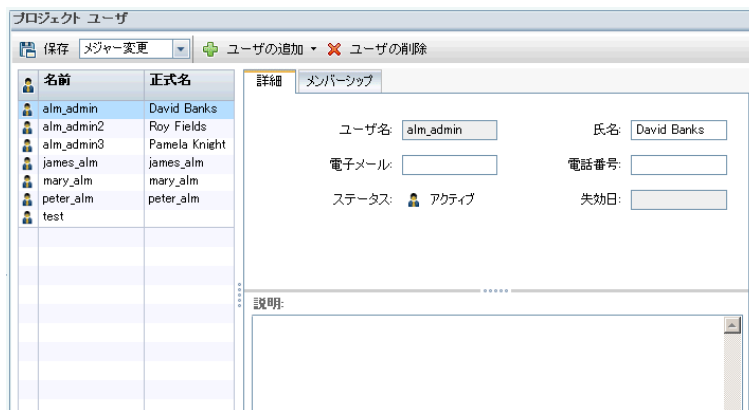 プロジェクト ユーザ
保存 メジャー変更 ユーザの追加 ユーザの削除
名前 正式名
alm_admin David Banks
alm_admin2 Roy Fields
alm_admin3 Pamela Knight
james_alm james_alm
mary_alm mary_alm
peter_alm peter_alm
test
詳細 メンバーシップ
ユーザ名: alm_admin 氏名: David Banks
電子メール: 電話番号:
ステータス: アクティブ 失効日:
説明: